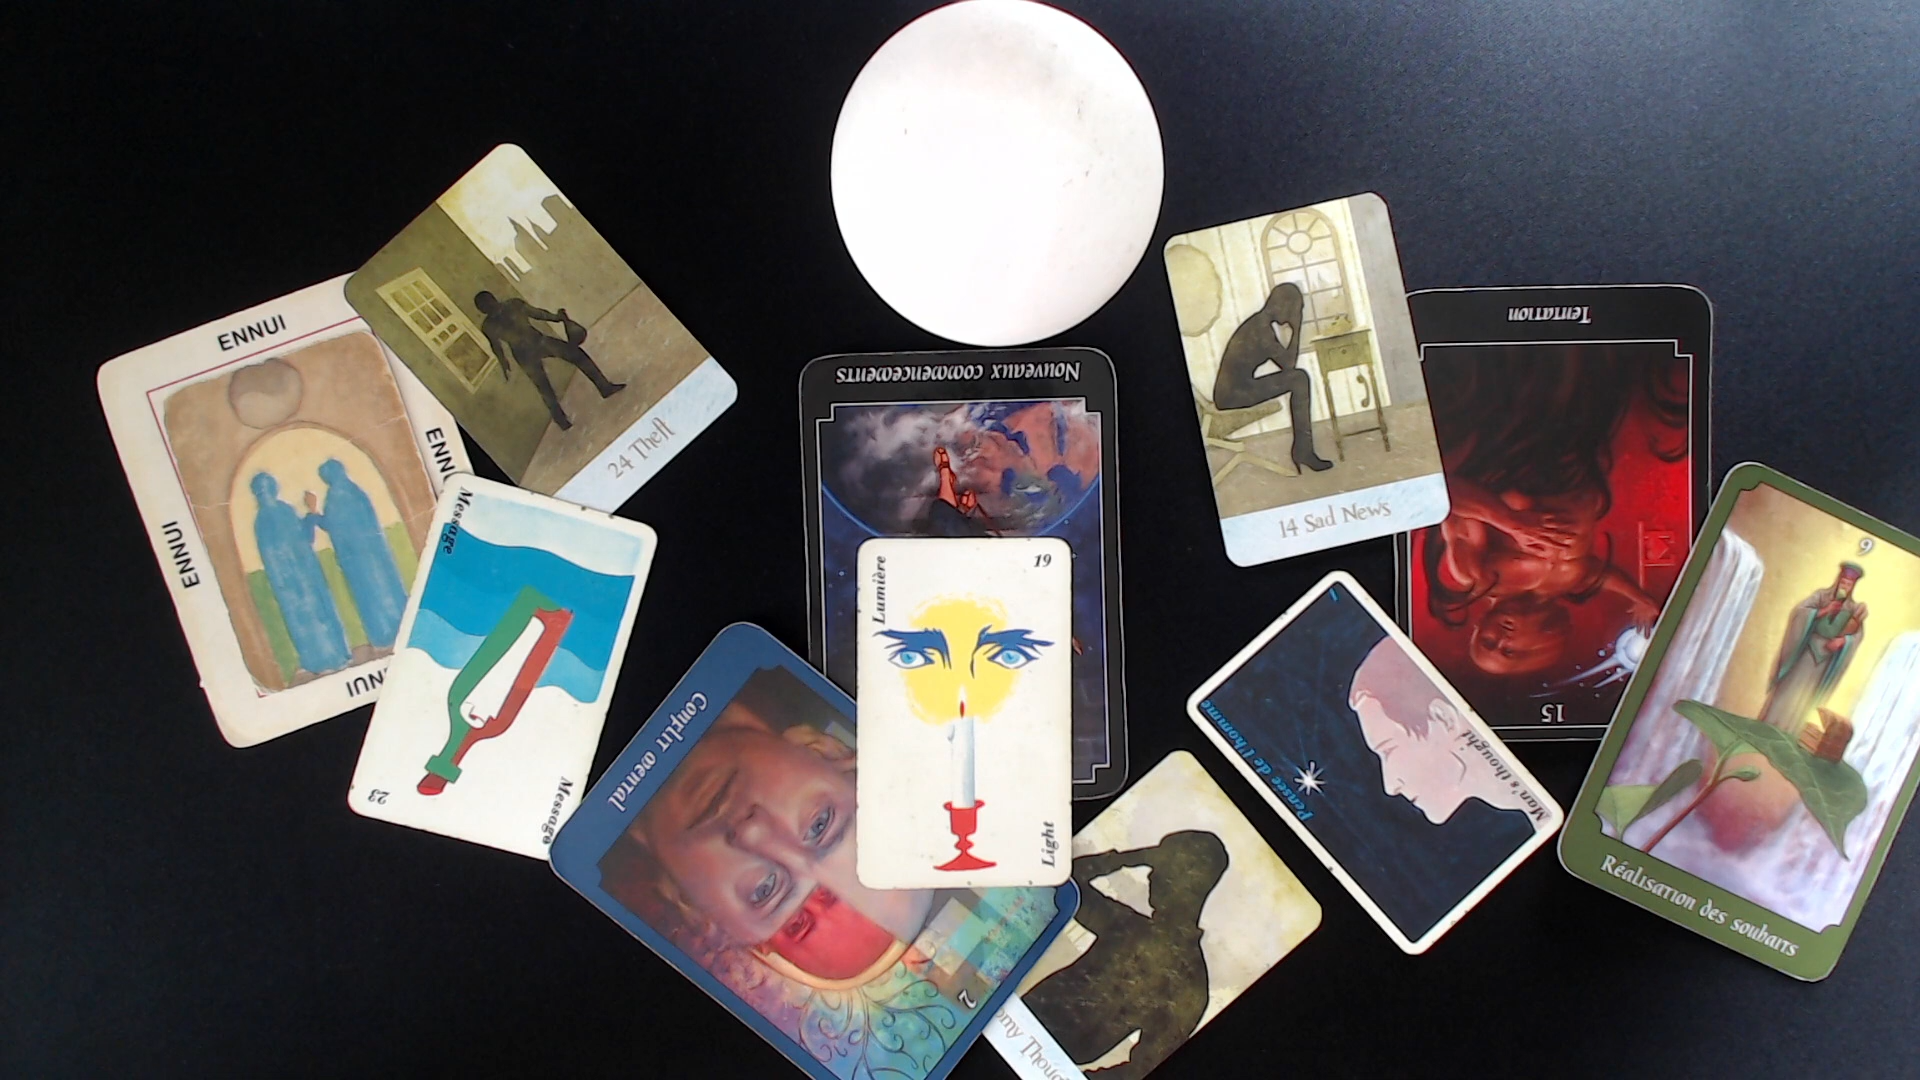 ENNUI
ENNUI
ENNUI
24 Theft
Message
23
Message
Nouveaux commencements
Lumière
19
Light
Conflit mental
2
14 Sad News
Tentation
15
1
Pensée de l'homme
Man's thought
9
Réalisation des souhaits